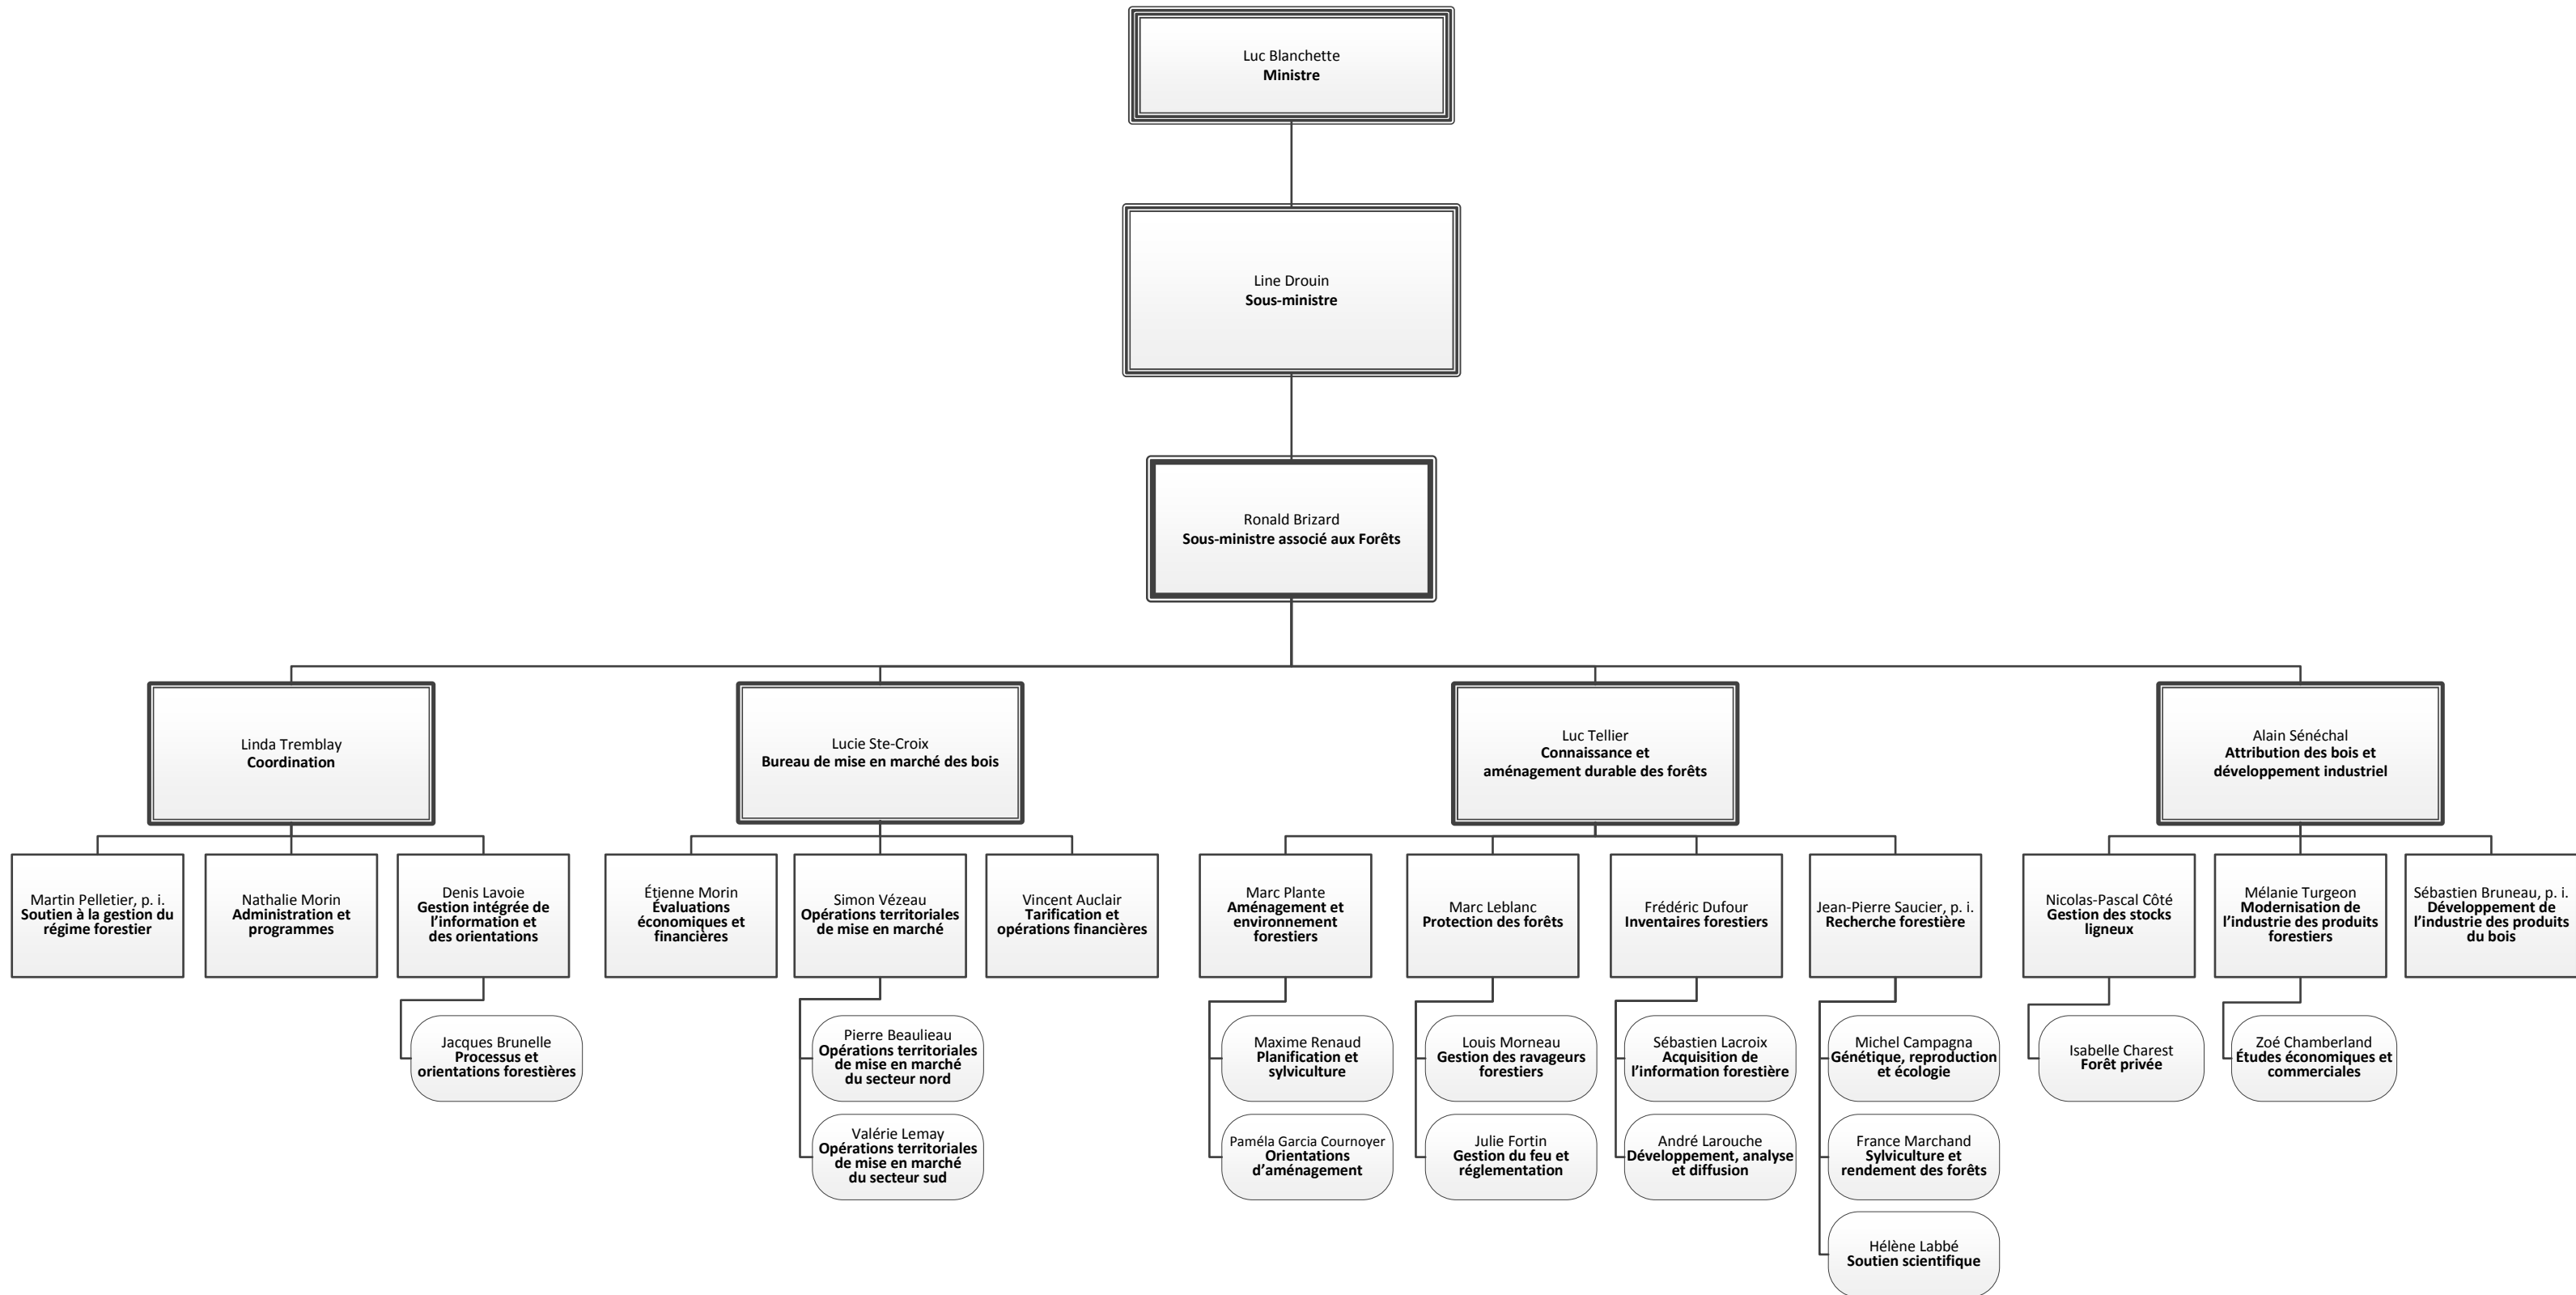 Luc Blanchette
Ministre
Line Drouin
Sous-ministre
Ronald Brizard
Sous-ministre associé aux Forêts
Linda Tremblay
Coordination
Lucie Ste-Croix
Bureau de mise en marché des bois
Luc Tellier
Connaissance et
aménagement durable des forêts
Alain Sénéchal
Attribution des bois et
développement industriel
Martin Pelletier, p. i.
Soutien à la gestion du
régime forestier
Nathalie Morin
Administration et
programmes
Denis Lavoie
Gestion intégrée de
l’information et
des orientations
Étienne Morin
Évaluations
économiques et
financières
Simon Vézeau
Opérations territoriales
de mise en marché
Vincent Auclair
Tarification et
opérations financières
Marc Plante
Aménagement et
environnement
forestiers
Marc Leblanc
Protection des forêts
Frédéric Dufour
Inventaires forestiers
Jean-Pierre Saucier, p. i.
Recherche forestière
Nicolas-Pascal Côté
Gestion des stocks
ligneux
Mélanie Turgeon
Modernisation de
l’industrie des produits
forestiers
Sébastien Bruneau, p. i.
Développement de
l’industrie des produits
du bois
Jacques Brunelle
Processus et
orientations forestières
Pierre Beaulieau
Opérations territoriales
de mise en marché
du secteur nord
Maxime Renaud
Planification et
sylviculture
Louis Morneau
Gestion des ravageurs
forestiers
Sébastien Lacroix
Acquisition de
l’information forestière
Michel Campagna
Génétique, reproduction
et écologie
Isabelle Charest
Forêt privée
Zoé Chamberland
Études économiques et
commerciales
Valérie Lemay
Opérations territoriales
de mise en marché
du secteur sud
Paméla Garcia Cournoyer
Orientations
d’aménagement
Julie Fortin
Gestion du feu et
réglementation
André Larouche
Développement, analyse
et diffusion
France Marchand
Sylviculture et
rendement des forêts
Hélène Labbé
Soutien scientifique